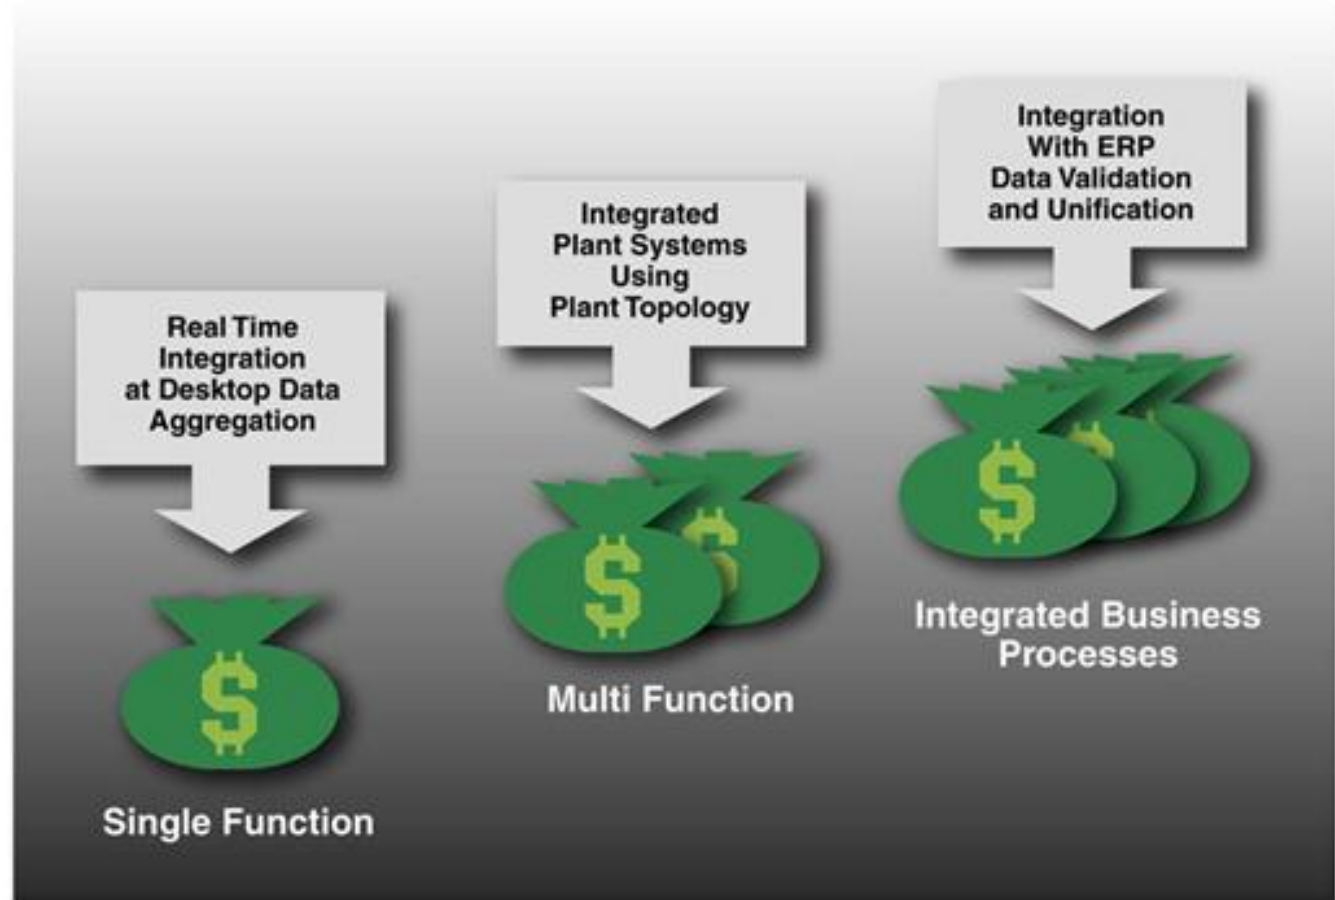 Real Time
Integration
at Desktop Data
Aggregation
$
Single Function
Integrated
Plant Systems
Using
Plant Topology
$ $
Multi Function
Integration
With ERP
Data Validation
and Unification
$ $
Integrated Business
Processes